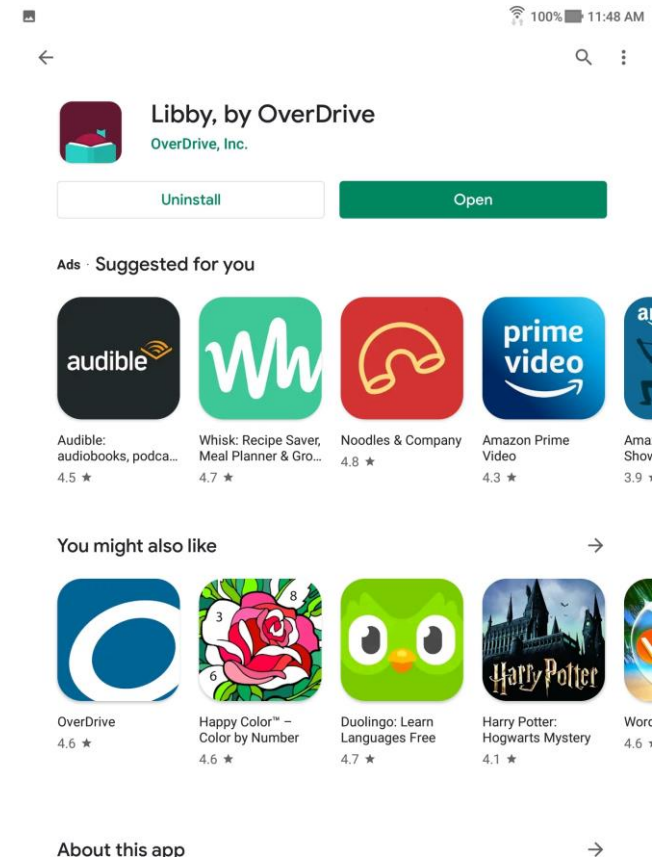 100% 11:48 AM
Libby, by OverDrive
OverDrive, Inc.
Uninstall
Open
Ads · Suggested for you
audible
prime
video
Audible:
audiobooks, podca...
4.5 ★
Whisk: Recipe Saver,
Meal Planner & Gro...
4.7 ★
Noodles & Company
4.8 ★
Amazon Prime
Video
4.3 ★
3.9
You might also like
3
8
6
Harry Potter
OverDrive
4.6 ★
Happy Color™ –
Color by Number
4.6 ★
Duolingo: Learn
Languages Free
4.7 ★
Harry Potter:
Hogwarts Mystery
4.1 ★
4.6
About this app